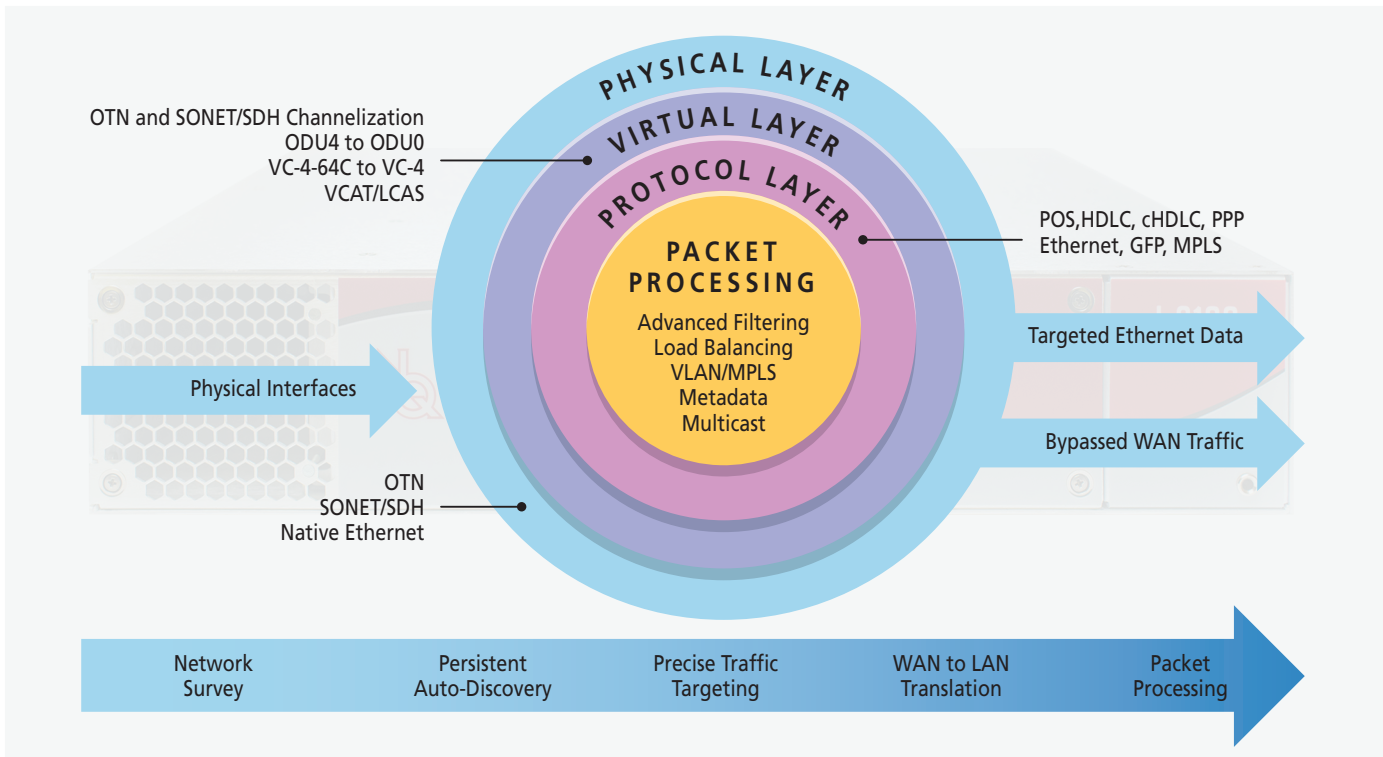 PHYSICAL LAYER
VIRTUAL LAYER
PROTOCOL LAYER
OTN and SONET/SDH Channelization
ODU4 to ODU0
VC-4-64C to VC-4
VCAT/LCAS
PACKET
PROCESSING
Advanced Filtering
Load Balancing
VLAN/MPLS
Metadata
Multicast
POS,HDLC, cHDLC, PPP
Ethernet, GFP, MPLS
Physical Interfaces
Targeted Ethernet Data
Bypassed WAN Traffic
OTN
SONET/SDH
Native Ethernet
Network
Survey
Persistent
Auto-Discovery
Precise Traffic
Targeting
WAN to LAN
Translation
Packet
Processing